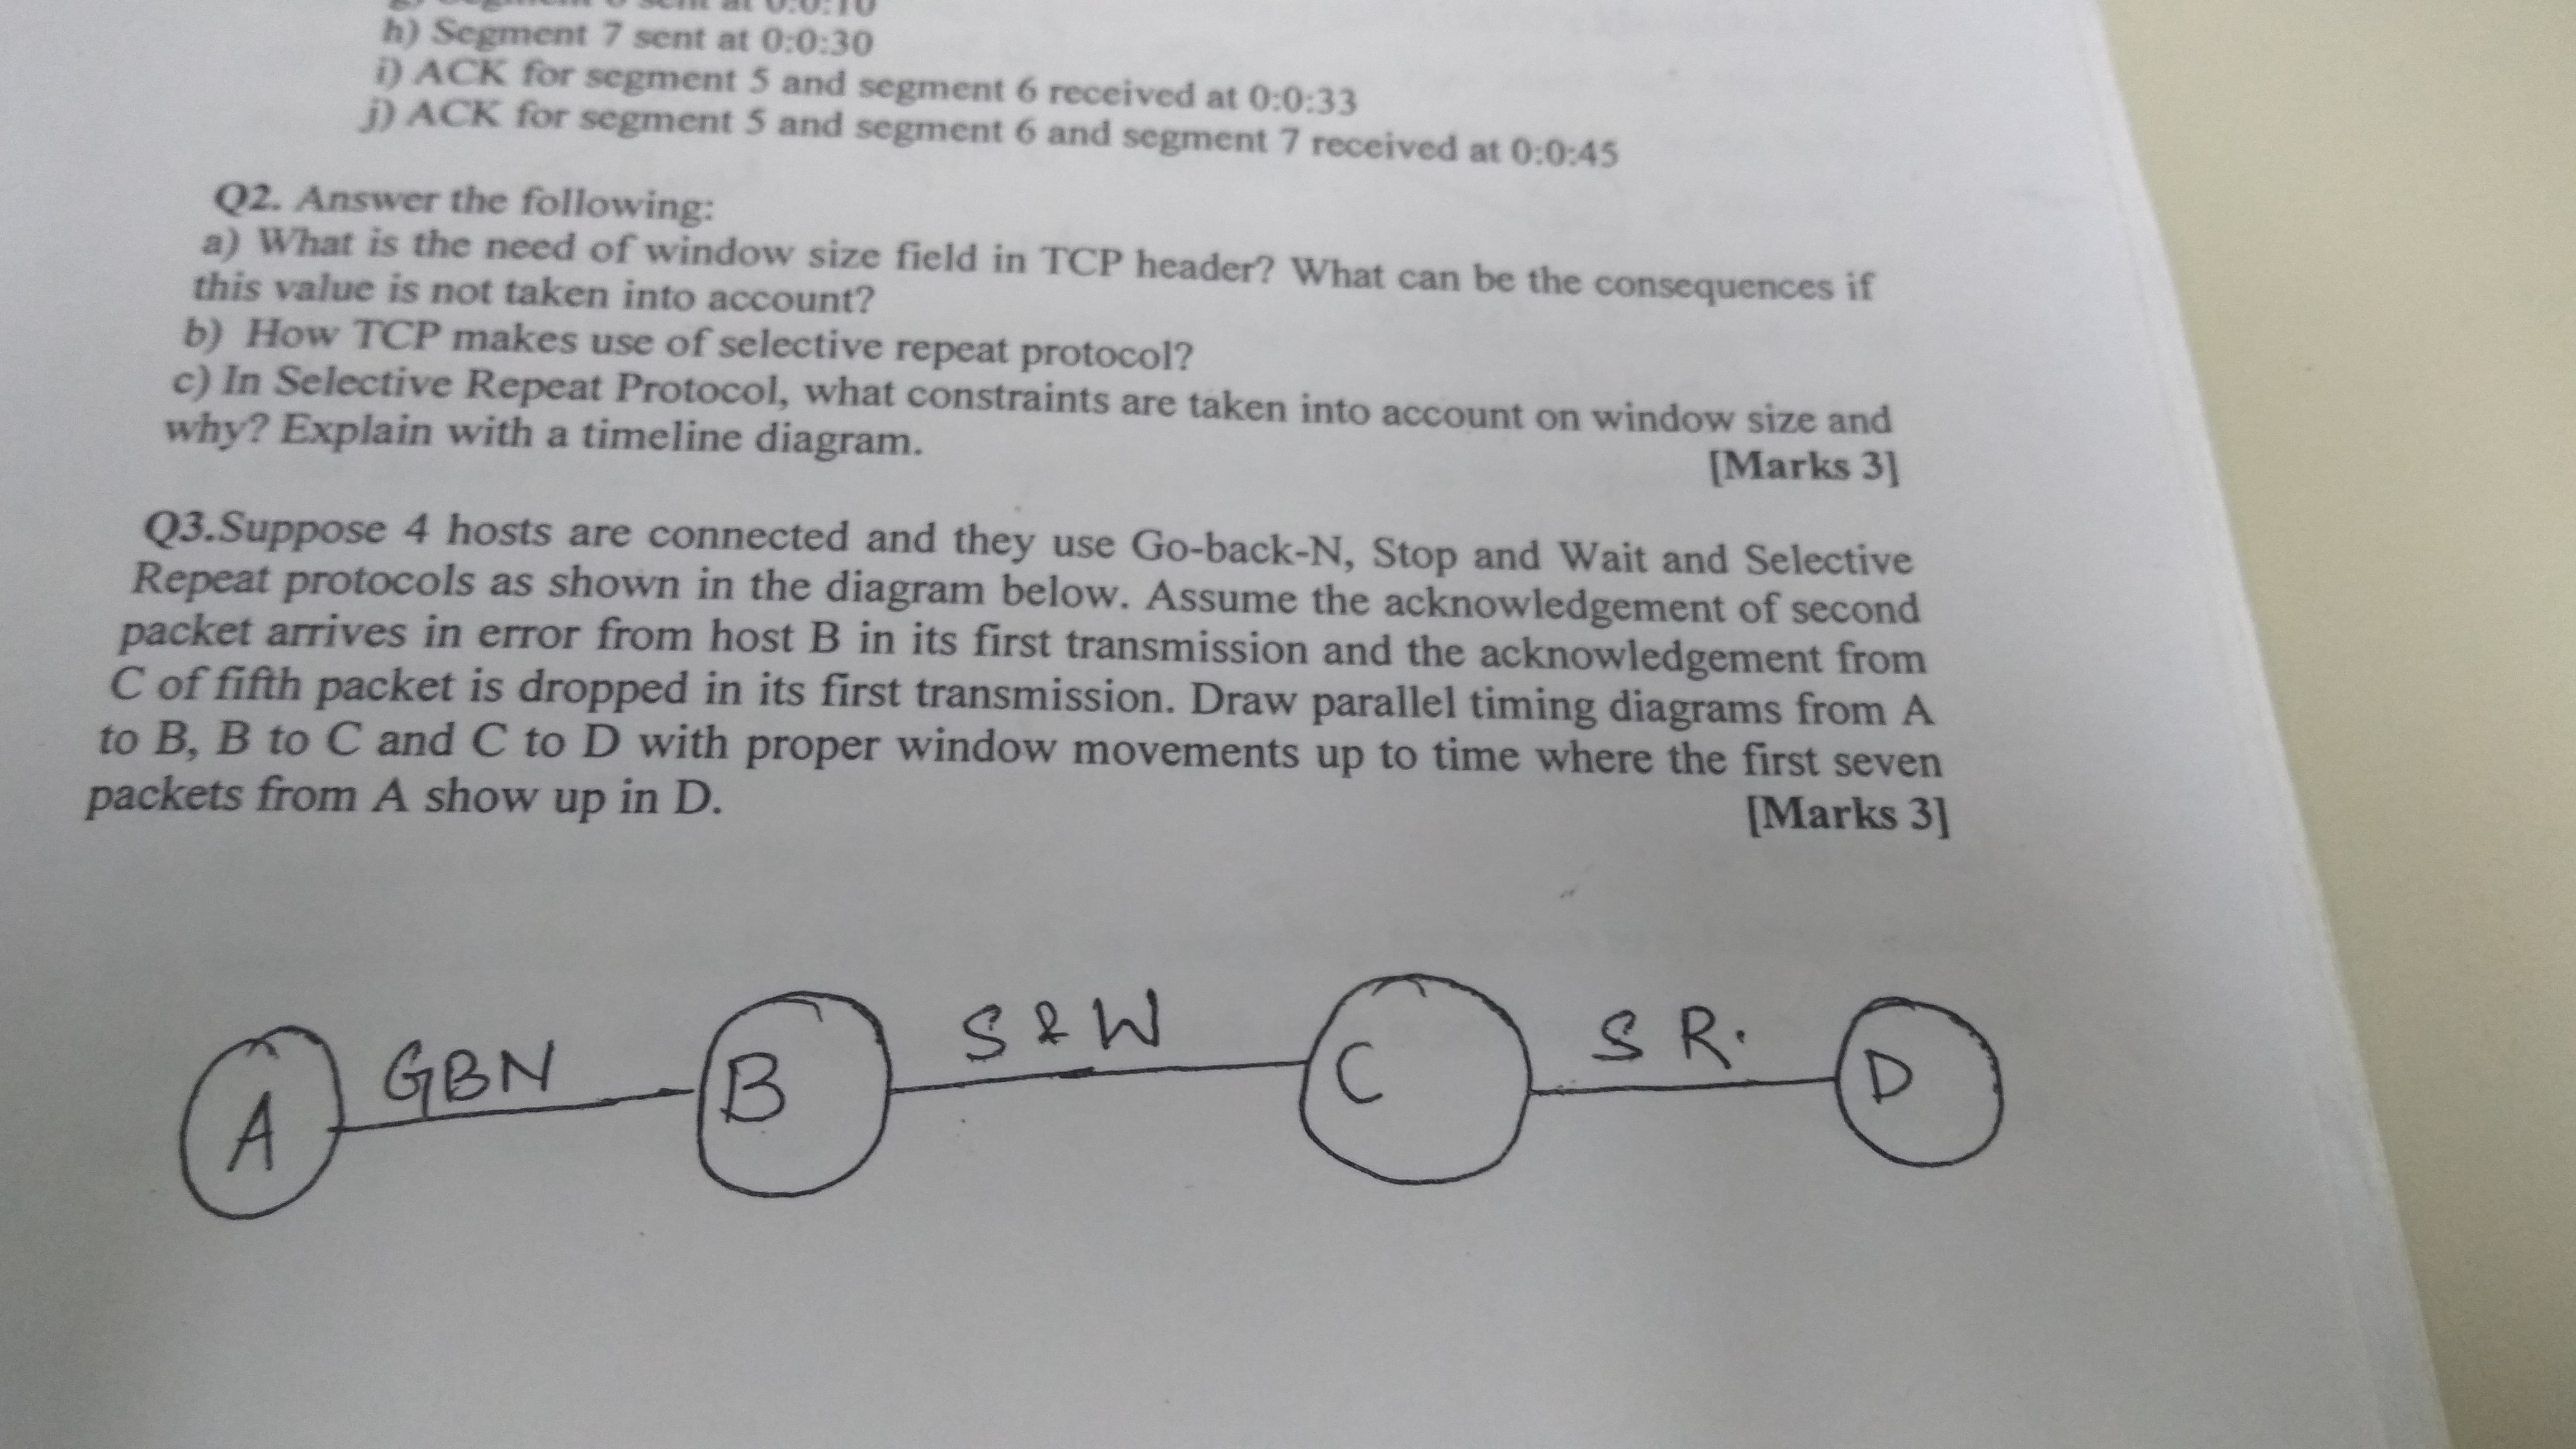 g) Segment 6 sent at 0:0:10
h) Segment 7 sent at 0:0:30
i) ACK for segment 5 and segment 6 received at 0:0:33
j) ACK for segment 5 and segment 6 and segment 7 received at 0:0:45
Q2. Answer the following:
a) What is the need of window size field in TCP header? What can be the consequences if
this value is not taken into account?
b) How TCP makes use of selective repeat protocol?
c) In Selective Repeat Protocol, what constraints are taken into account on window size and
why? Explain with a timeline diagram.
[Marks 3]
Q3.Suppose 4 hosts are connected and they use Go-back-N, Stop and Wait and Selective
Repeat protocols as shown in the diagram below. Assume the acknowledgement of second
packet arrives in error from host B in its first transmission and the acknowledgement from
C of fifth packet is dropped in its first transmission. Draw parallel timing diagrams from A
to B, B to C and C to D with proper window movements up to time where the first seven
packets from A show up in D.
[Marks 3]
A GBN B S & W C S R. D